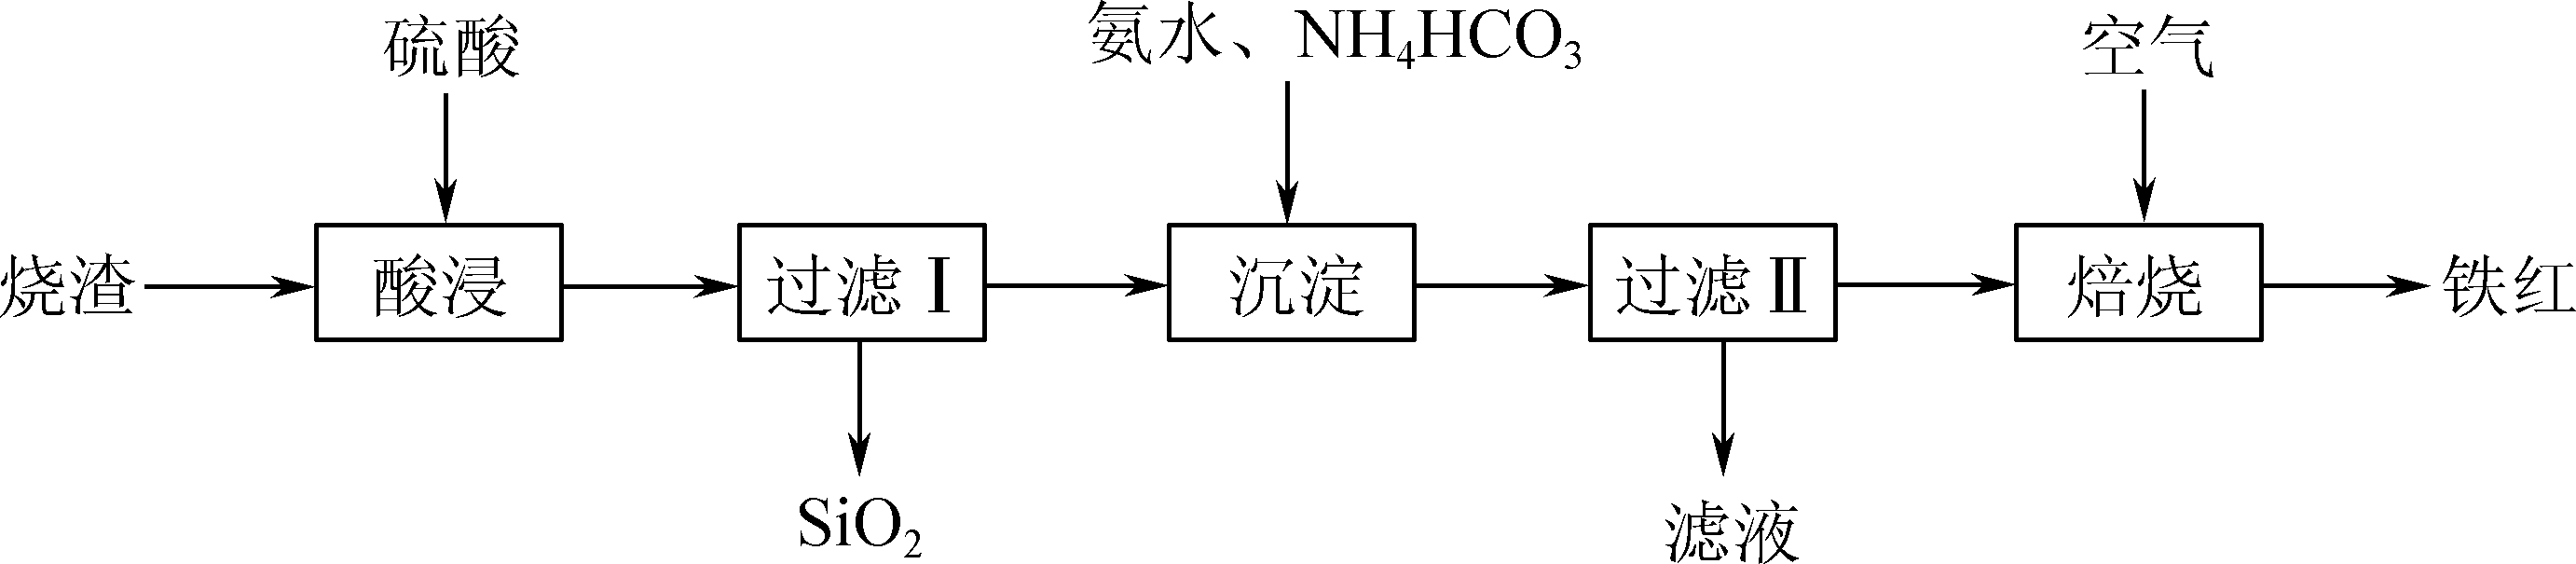 硫酸
氨水、NH₄HCO₃
空气
烧渣
酸浸
过滤Ⅰ
沉淀
过滤Ⅱ
焙烧
铁红
SiO₂
滤液